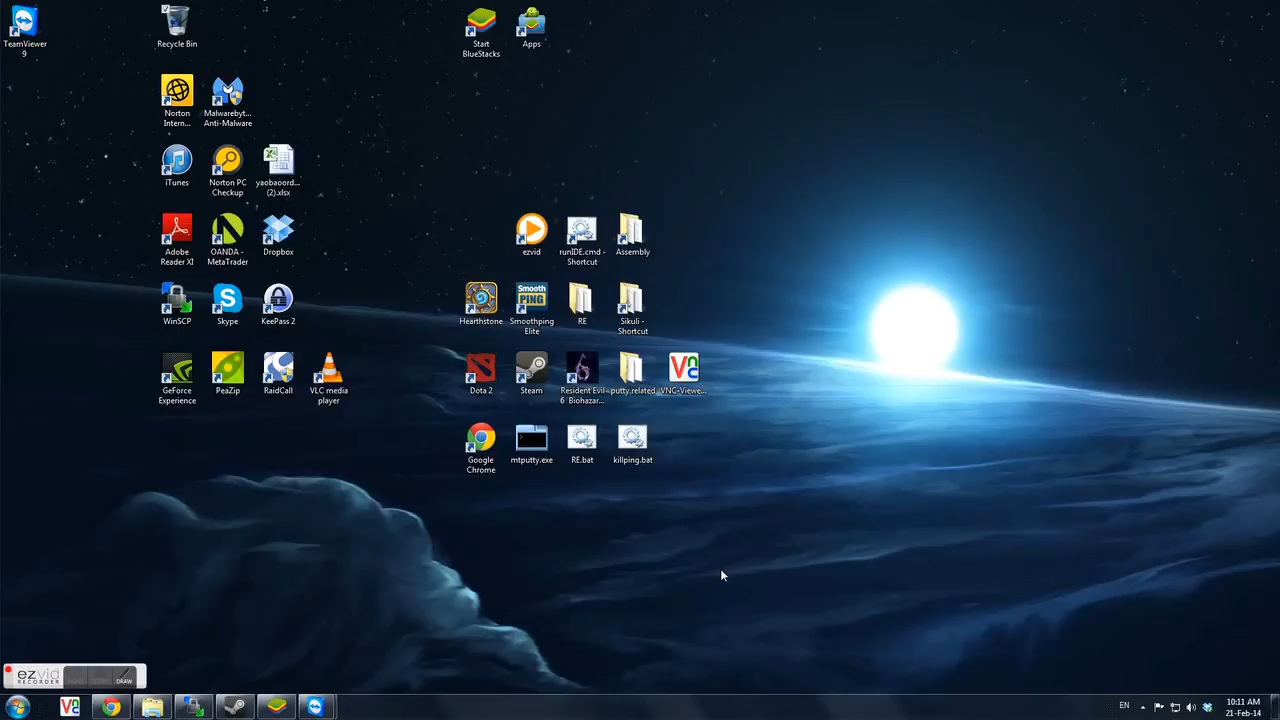 TeamViewer
9
Recycle Bin
Start
BlueStacks
Apps
Norton
Intern...
Malwarebyt...
Anti-Malware
iTunes
Norton PC
Checkup
yaobaoord...
(2).xlsx
Adobe
Reader XI
OANDA -
MetaTrader
Dropbox
ezvid
runIDE.cmd -
Shortcut
Assembly
WinSCP
Skype
KeePass 2
Hearthstone
Smooth
PING
Smoothping
Elite
RE
Sikuli -
Shortcut
GeForce
Experience
PeaZip
RaidCall
VLC media
player
Dota 2
Steam
Resident Evil
6 Biohazar...
putty related
VNC-Viewe...
Google
Chrome
mtputty.exe
RE.bat
killping.bat
ezvid
RECORDER
DRAW
EN
10:11 AM
21-Feb-14